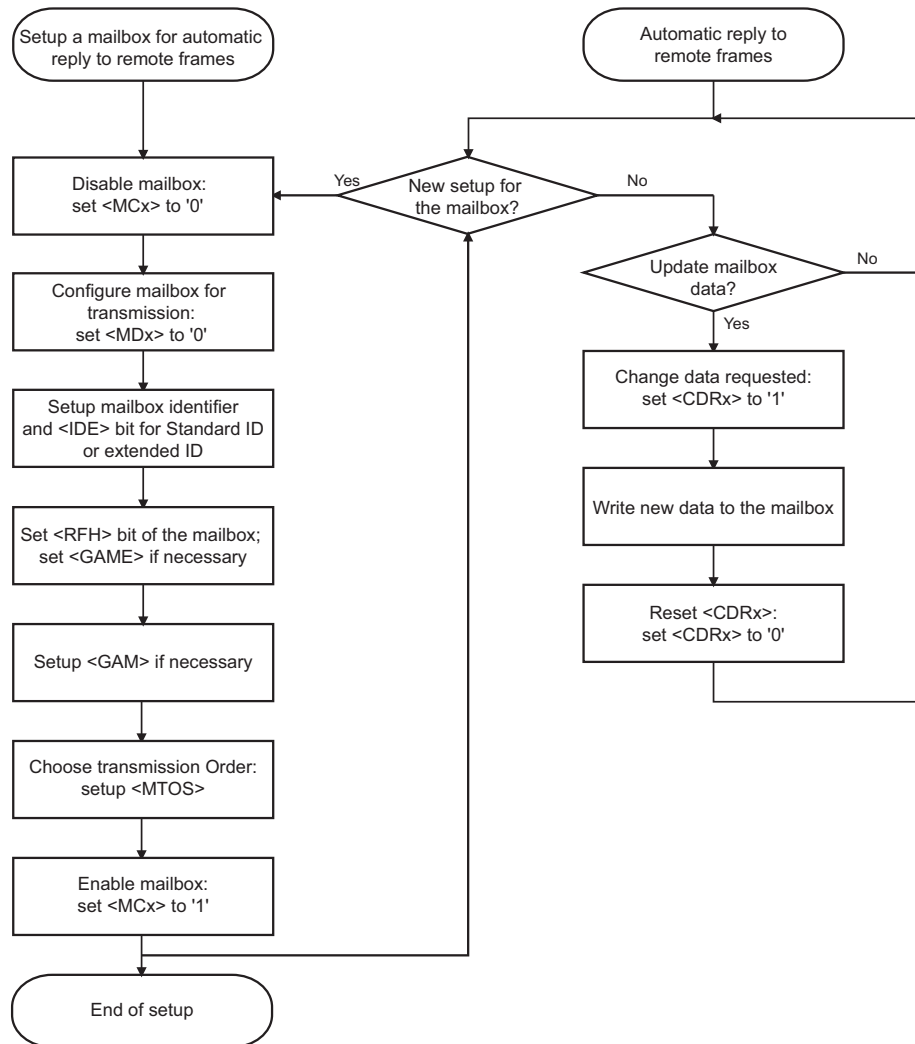 Setup a mailbox for automatic
reply to remote frames
Disable mailbox:
set <MCx> to '0'
Configure mailbox for
transmission:
set <MDx> to '0'
Setup mailbox identifier
and <IDE> bit for Standard ID
or extended ID
Set <RFH> bit of the mailbox;
set <GAME> if necessary
Setup <GAM> if necessary
Choose transmission Order:
setup <MTOS>
Enable mailbox:
set <MCx> to '1'
End of setup
Automatic reply to
remote frames
Yes
New setup for
the mailbox?
No
Update mailbox
data?
No
Yes
Change data requested:
set <CDRx> to '1'
Write new data to the mailbox
Reset <CDRx>:
set <CDRx> to '0'